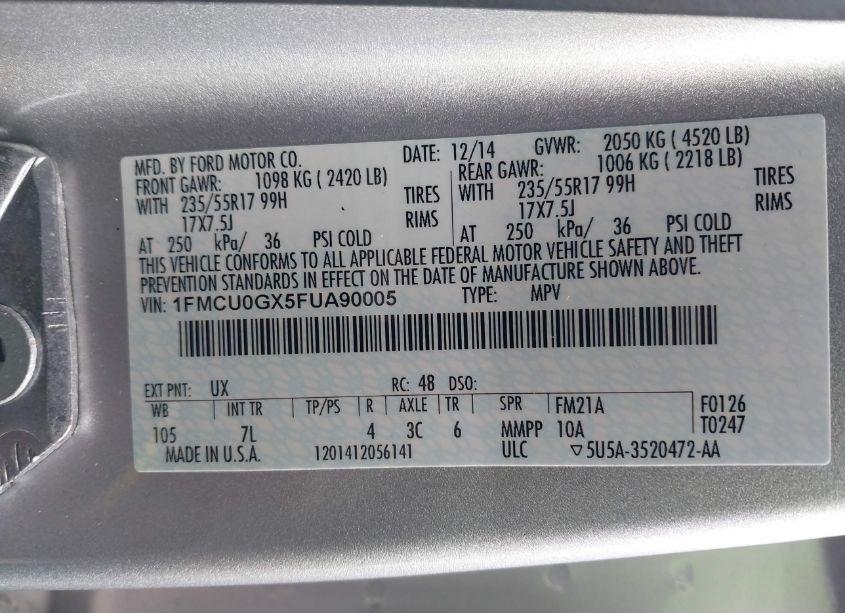 MFD. BY FORD MOTOR CO. DATE: 12/14 GVWR: 2050 KG ( 4520 LB)
FRONT GAWR: 1098 KG ( 2420 LB) REAR GAWR: 1006 KG ( 2218 LB)
WITH 235/55R17 99H TIRES WITH 235/55R17 99H TIRES
17X7.5J RIMS 17X7.5J RIMS
AT 250 kPa/ 36 PSI COLD AT 250 kPa/ 36 PSI COLD
THIS VEHICLE CONFORMS TO ALL APPLICABLE FEDERAL MOTOR VEHICLE SAFETY AND THEFT
PREVENTION STANDARDS IN EFFECT ON THE DATE OF MANUFACTURE SHOWN ABOVE.
VIN: 1FMCU0GX5FUA90005 TYPE: MPV
EXT PNT: UX RC: 48 DSO:
WB INT TR TP/PS R AXLE TR SPR FM21A F0126
105 7L 4 3C 6 MMPP 10A T0247
MADE IN U.S.A. 1201412056141 ULC ▽5U5A-3520472-AA